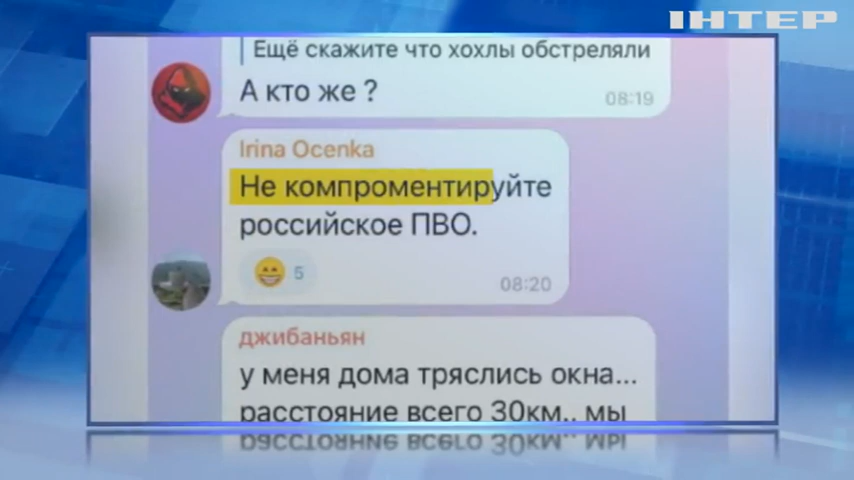 ІНТЕР
Ещё скажите что хохлы обстреляли
А кто же ?
08:19
Irina Ocenka
Не компроментируйте
российское ПВО.
5
08:20
джибаньян
у меня дома тряслись окна...
расстояние всего 30км.. мы